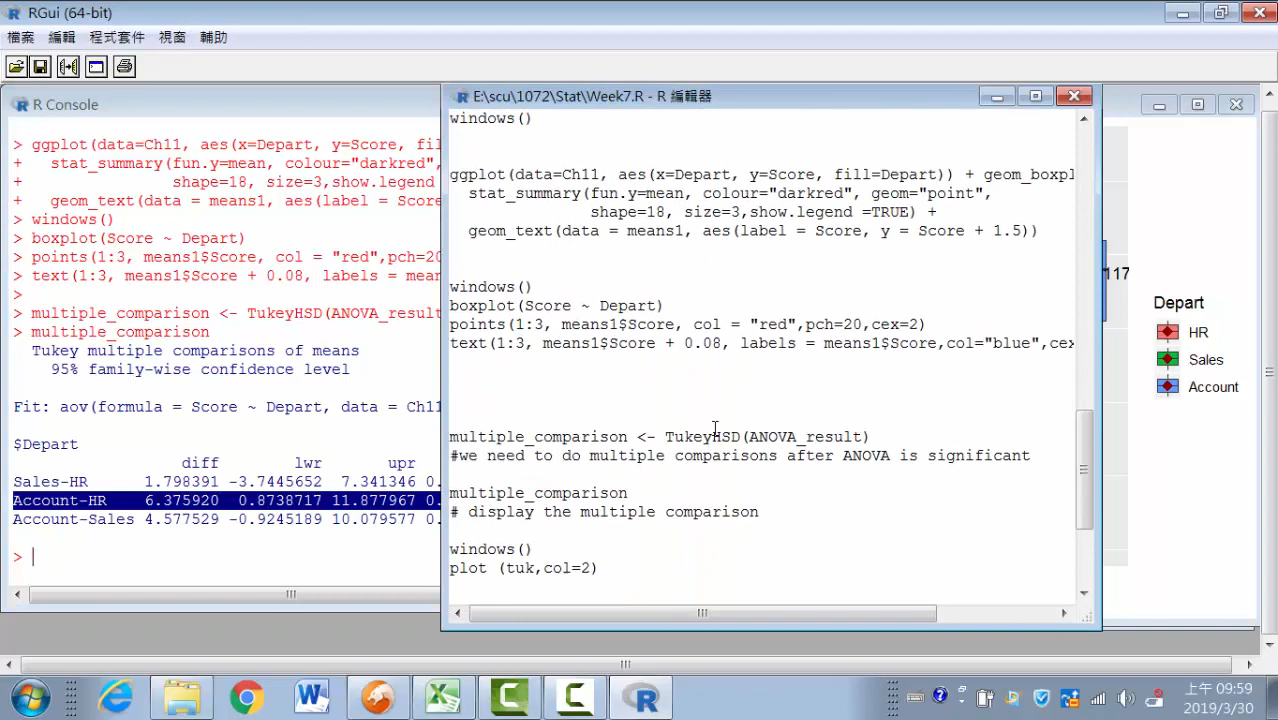 RGui (64-bit)
檔案 編輯 程式套件 視窗 輔助
R Console
> ggplot(data=Ch11, aes(x=Depart, y=Score, fill
+   stat_summary(fun.y=mean, colour="darkred",
+                shape=18, size=3,show.legend
+   geom_text(data = means1, aes(label = Score,
> windows()
> boxplot(Score ~ Depart)
> points(1:3, means1$Score, col = "red",pch=20
> text(1:3, means1$Score + 0.08, labels = mean
>
> multiple_comparison <- TukeyHSD(ANOVA_result
> multiple_comparison
  Tukey multiple comparisons of means
    95% family-wise confidence level
Fit: aov(formula = Score ~ Depart, data = Ch11
$Depart
diff lwr upr
Sales-HR 1.798391 -3.7445652 7.341346 0.
Account-HR 6.375920 0.8738717 11.877967 0.
Account-Sales 4.577529 -0.9245189 10.079577 0.
>
E:\scu\1072\Stat\Week7.R - R 編輯器
windows()
ggplot(data=Ch11, aes(x=Depart, y=Score, fill=Depart)) + geom_boxpl
  stat_summary(fun.y=mean, colour="darkred", geom="point",
               shape=18, size=3,show.legend =TRUE) +
  geom_text(data = means1, aes(label = Score, y = Score + 1.5))
windows()
boxplot(Score ~ Depart)
points(1:3, means1$Score, col = "red",pch=20,cex=2)
text(1:3, means1$Score + 0.08, labels = means1$Score,col="blue",cex
multiple_comparison <- TukeyHSD(ANOVA_result)
#we need to do multiple comparisons after ANOVA is significant
multiple_comparison
# display the multiple comparison
windows()
plot (tuk,col=2)
117
Depart
HR
Sales
Account
上午 09:59
2019/3/30